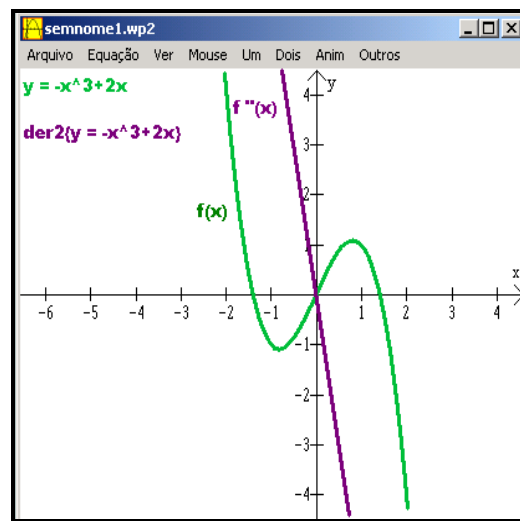 semnome1.wp2
Arquivo Equação Ver Mouse Um Dois Anim Outros
y = -x^3+2x
der2{y = -x^3+2x}
f "(x)
f(x)
y
x
4
3
2
1
-1
-2
-3
-4
-6 -5 -4 -3 -2 -1 1 2 3 4